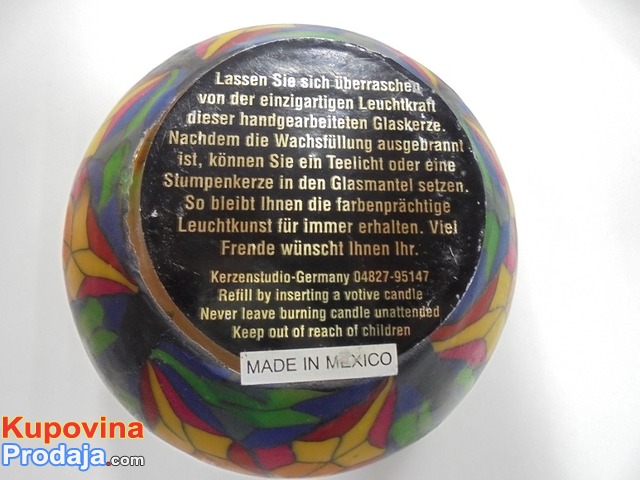 Lassen Sie sich überraschen
von der einzigartigen Leuchtkraft
dieser handgearbeiteten Glaskerze.
Nachdem die Wachsfüllung ausgebrannt
ist, können Sie ein Teelicht oder eine
Stumpenkerze in den Glasmantel setzen.
So bleibt Ihnen die farbenprächtige
Leuchtkunst für immer erhalten. Viel
Frende wünscht Ihnen Ihr.
Kerzenstudio-Germany 04827-95147
Refill by inserting a votive candle
Never leave burning candle unattended
Keep out of reach of children
MADE IN MEXICO
Kupovina
Prodaja.com